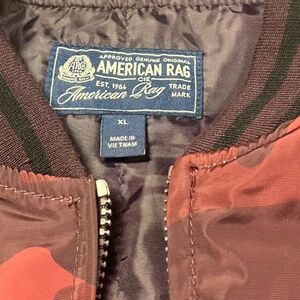 APPROVED GENUINE ORIGINAL
AMERICAN RAG
CIE
EST. 1984 TRADE MARK
American Rag
XL
MADE IN
VIETNAM